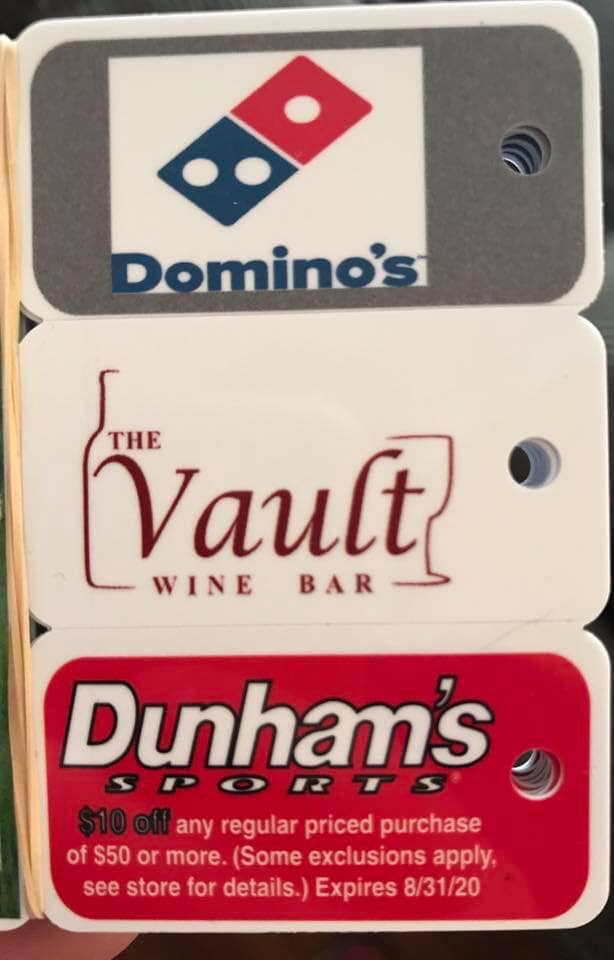 Domino's
THE
Vault
WINE BAR
Dunham's
SPORTS
$10 off any regular priced purchase
of $50 or more. (Some exclusions apply,
see store for details.) Expires 8/31/20